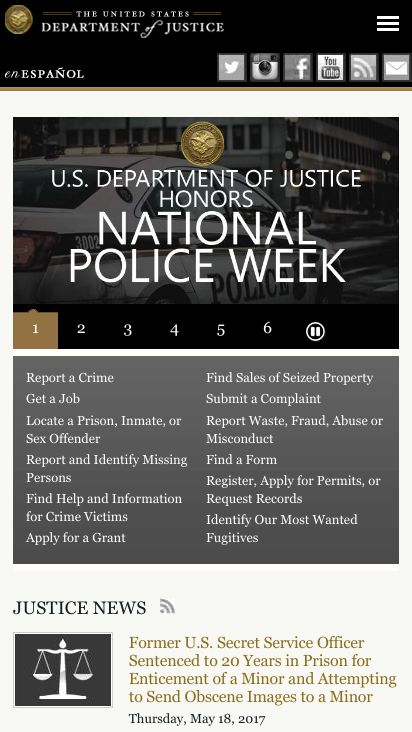 THE UNITED STATES
DEPARTMENT of JUSTICE
en ESPAÑOL
You
Tube
U.S. DEPARTMENT OF JUSTICE
HONORS
NATIONAL
POLICE WEEK
3002
POLICE
1 2 3 4 5 6
Report a Crime
Get a Job
Locate a Prison, Inmate, or
Sex Offender
Report and Identify Missing
Persons
Find Help and Information
for Crime Victims
Apply for a Grant
Find Sales of Seized Property
Submit a Complaint
Report Waste, Fraud, Abuse or
Misconduct
Find a Form
Register, Apply for Permits, or
Request Records
Identify Our Most Wanted
Fugitives
JUSTICE NEWS
Former U.S. Secret Service Officer
Sentenced to 20 Years in Prison for
Enticement of a Minor and Attempting
to Send Obscene Images to a Minor
Thursday, May 18, 2017